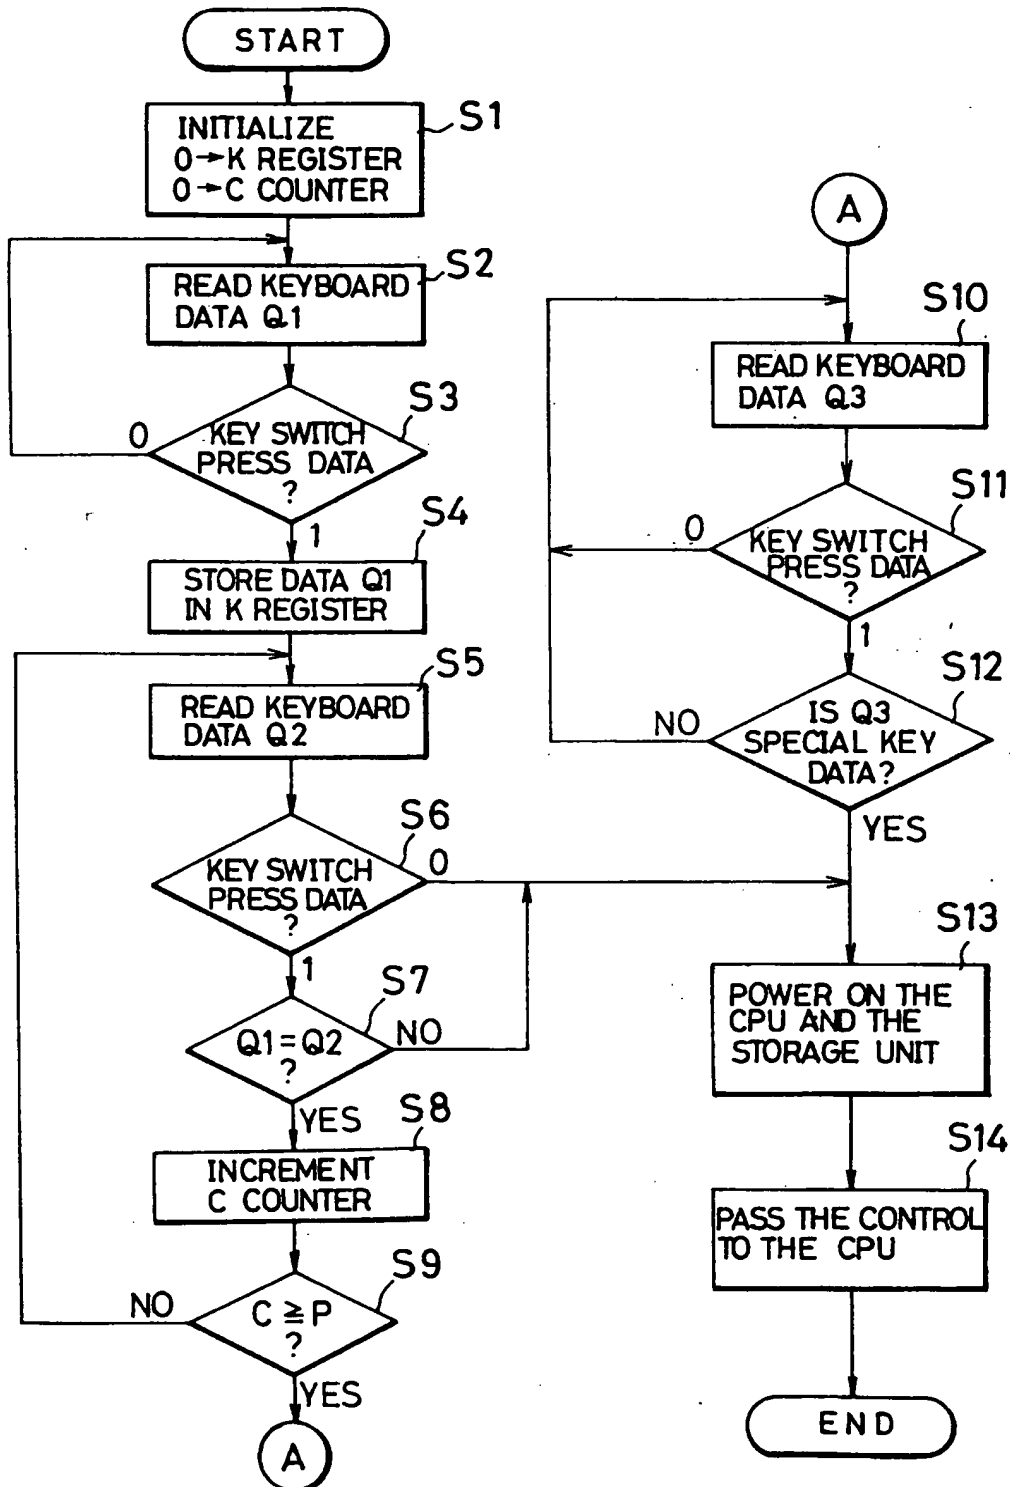 START
S1
INITIALIZE
0→K REGISTER
0→C COUNTER
S2
READ KEYBOARD
DATA Q1
S3
KEY SWITCH
PRESS DATA
?
0
1
S4
STORE DATA Q1
IN K REGISTER
S5
READ KEYBOARD
DATA Q2
S6
KEY SWITCH
PRESS DATA
?
0
1
S7
Q1=Q2
?
NO
YES
S8
INCREMENT
C COUNTER
S9
C ≧ P
?
NO
YES
A
A
S10
READ KEYBOARD
DATA Q3
S11
KEY SWITCH
PRESS DATA
?
0
1
S12
IS Q3
SPECIAL KEY
DATA?
NO
YES
S13
POWER ON THE
CPU AND THE
STORAGE UNIT
S14
PASS THE CONTROL
TO THE CPU
END